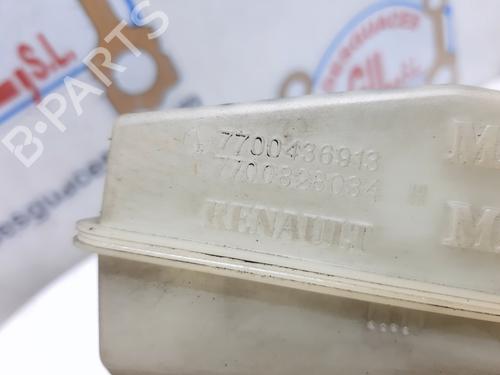 S.L.
B-PARTS
7700436913
7700828034
RENAULT
M
M